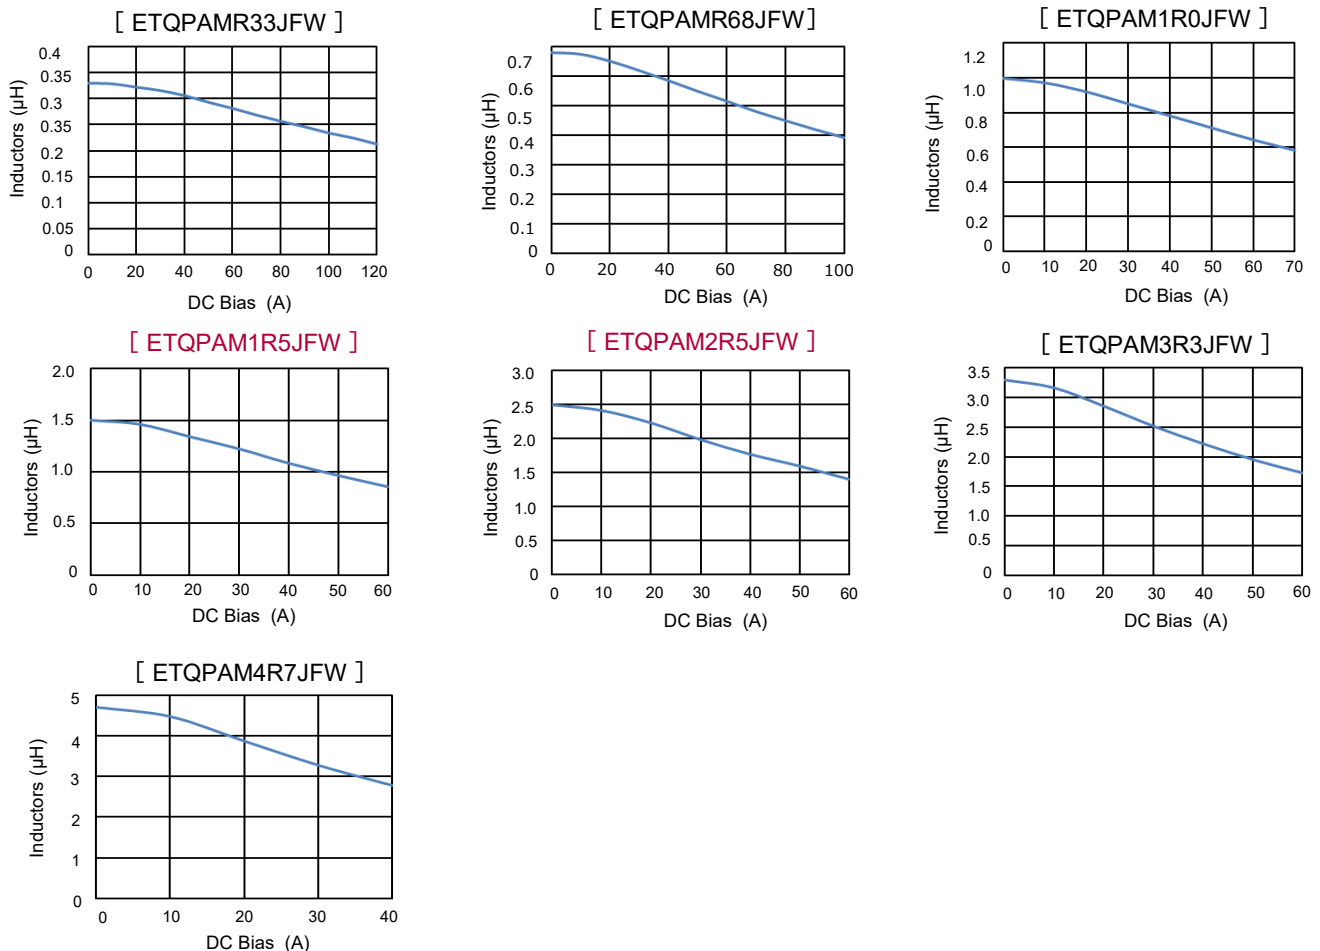 [ ETQPAMR33JFW ]
0.4
0.35
0.3
0.35
0.2
0.15
0.1
0.05
0
Inductors (μH)
0 20 40 60 80 100 120
DC Bias (A)
[ ETQPAMR68JFW]
0.7
0.6
0.5
0.4
0.3
0.2
0.1
0
Inductors (μH)
0 20 40 60 80 100
DC Bias (A)
[ ETQPAM1R0JFW ]
1.2
1.0
0.8
0.6
0.4
0.2
0
Inductors (μH)
0 10 20 30 40 50 60 70
DC Bias (A)
[ ETQPAM1R5JFW ]
2.0
1.5
1.0
0.5
0
Inductors (μH)
0 10 20 30 40 50 60
DC Bias (A)
[ ETQPAM2R5JFW ]
3.0
2.5
2.0
1.5
1.0
0.5
0
Inductors (μH)
0 10 20 30 40 50 60
DC Bias (A)
[ ETQPAM3R3JFW ]
3.5
3.0
2.5
2.0
1.5
1.0
0.5
0
Inductors (μH)
0 10 20 30 40 50 60
DC Bias (A)
[ ETQPAM4R7JFW ]
5
4
3
2
1
0
Inductors (μH)
0 10 20 30 40
DC Bias (A)